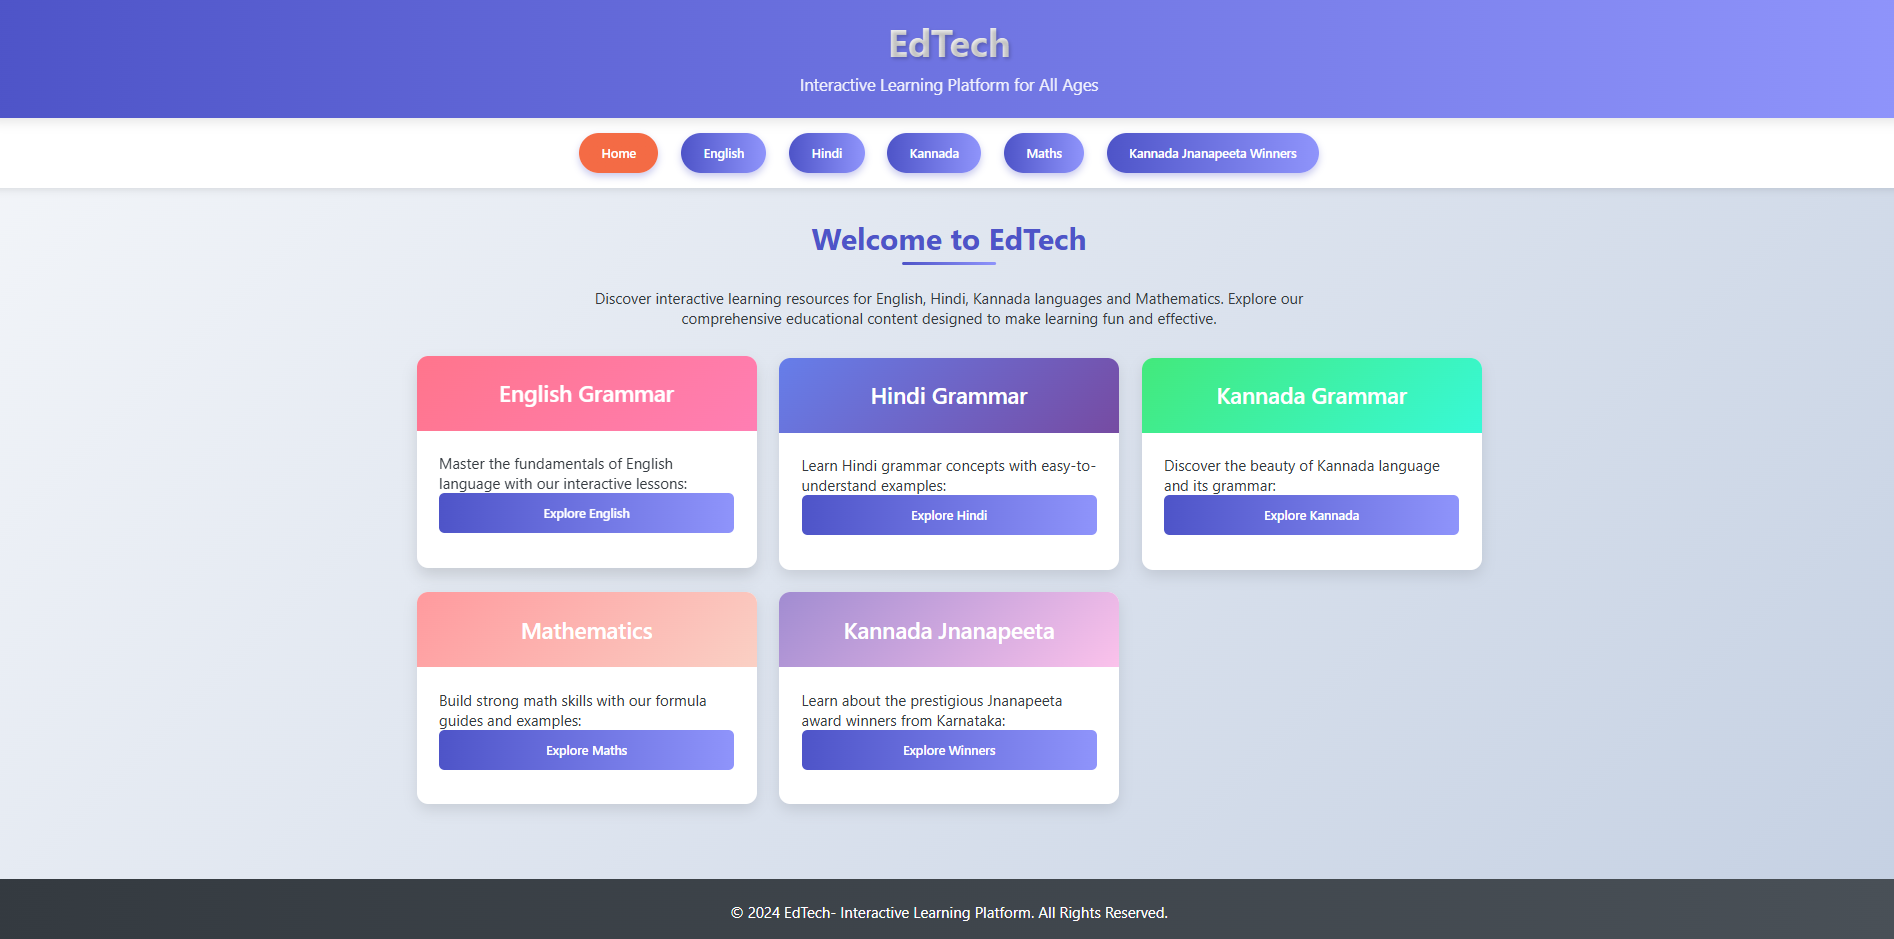 EdTech
Interactive Learning Platform for All Ages
Home
English
Hindi
Kannada
Maths
Kannada Jnanapeeta Winners
Welcome to EdTech
Discover interactive learning resources for English, Hindi, Kannada languages and Mathematics. Explore our
comprehensive educational content designed to make learning fun and effective.
English Grammar
Master the fundamentals of English
language with our interactive lessons:
Explore English
Hindi Grammar
Learn Hindi grammar concepts with easy-to-
understand examples:
Explore Hindi
Kannada Grammar
Discover the beauty of Kannada language
and its grammar:
Explore Kannada
Mathematics
Build strong math skills with our formula
guides and examples:
Explore Maths
Kannada Jnanapeeta
Learn about the prestigious Jnanapeeta
award winners from Karnataka:
Explore Winners
© 2024 EdTech- Interactive Learning Platform. All Rights Reserved.